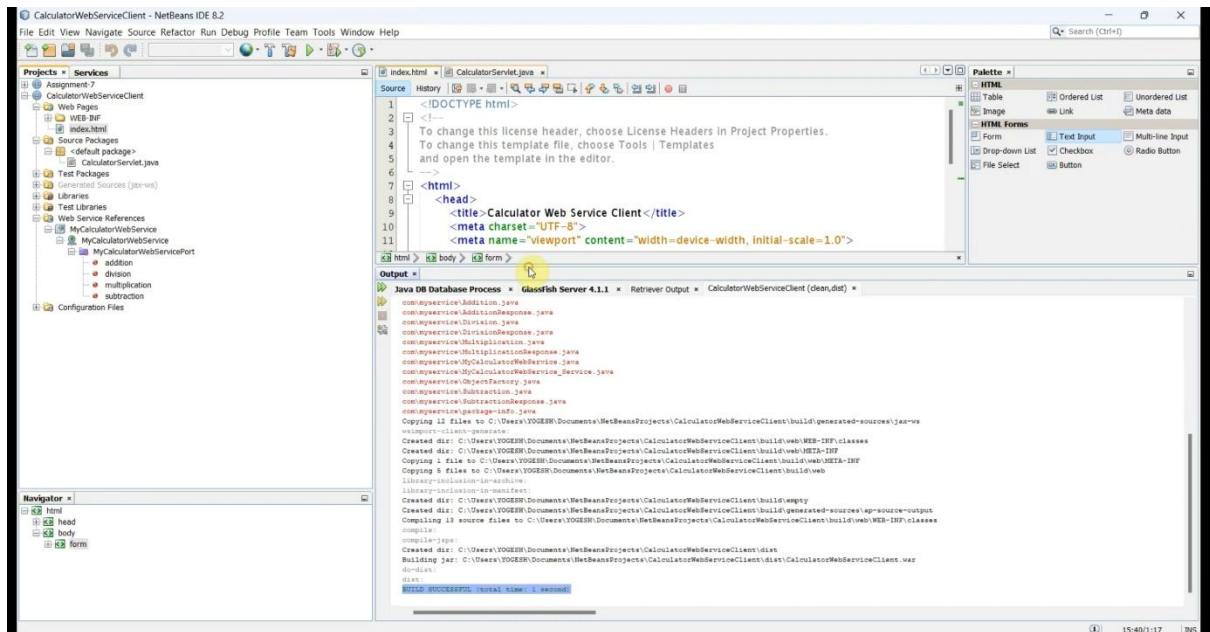 CalculatorWebServiceClient - NetBeans IDE 8.2
File Edit View Navigate Source Refactor Run Debug Profile Team Tools Window Help
Search (Ctrl+I)
Projects Services
Assignment-7
CalculatorWebServiceClient
Web Pages
WEB-INF
index.html
Source Packages
<default package>
CalculatorServlet.java
Test Packages
Generated Sources (jax-ws)
Libraries
Test Libraries
Web Service References
MyCalculatorWebService
MyCalculatorWebService
MyCalculatorWebServicePort
addition
division
multiplication
subtraction
Configuration Files
Navigator
html
head
body
form
index.html CalculatorServlet.java
Source History
1 <!DOCTYPE html>
2 <!--
3 To change this license header, choose License Headers in Project Properties.
4 To change this template file, choose Tools | Templates
5 and open the template in the editor.
6 -->
7 <html>
8 <head>
9 <title>Calculator Web Service Client</title>
10 <meta charset="UTF-8">
11 <meta name="viewport" content="width=device-width, initial-scale=1.0">
html body form
Output
Java DB Database Process GlassFish Server 4.1.1 Retriever Output CalculatorWebServiceClient (clean,dist)
com\myservice\Addition.java
com\myservice\AdditionResponse.java
com\myservice\Division.java
com\myservice\DivisionResponse.java
com\myservice\Multiplication.java
com\myservice\MultiplicationResponse.java
com\myservice\MyCalculatorWebService.java
com\myservice\MyCalculatorWebService_Service.java
com\myservice\ObjectFactory.java
com\myservice\Subtraction.java
com\myservice\SubtractionResponse.java
com\myservice\package-info.java
Copying 12 files to C:\Users\YOGESH\Documents\NetBeansProjects\CalculatorWebServiceClient\build\generated-sources\jax-ws
wsimport-client-generate:
Created dir: C:\Users\YOGESH\Documents\NetBeansProjects\CalculatorWebServiceClient\build\web\WEB-INF\classes
Created dir: C:\Users\YOGESH\Documents\NetBeansProjects\CalculatorWebServiceClient\build\web\META-INF
Copying 1 file to C:\Users\YOGESH\Documents\NetBeansProjects\CalculatorWebServiceClient\build\web\META-INF
Copying 5 files to C:\Users\YOGESH\Documents\NetBeansProjects\CalculatorWebServiceClient\build\web
library-inclusion-in-archive:
library-inclusion-in-manifest:
Created dir: C:\Users\YOGESH\Documents\NetBeansProjects\CalculatorWebServiceClient\build\empty
Created dir: C:\Users\YOGESH\Documents\NetBeansProjects\CalculatorWebServiceClient\build\generated-sources\ap-source-output
Compiling 13 source files to C:\Users\YOGESH\Documents\NetBeansProjects\CalculatorWebServiceClient\build\web\WEB-INF\classes
compile:
compile-jsps:
Created dir: C:\Users\YOGESH\Documents\NetBeansProjects\CalculatorWebServiceClient\dist
Building jar: C:\Users\YOGESH\Documents\NetBeansProjects\CalculatorWebServiceClient\dist\CalculatorWebServiceClient.war
do-dist:
dist:
BUILD SUCCESSFUL (total time: 1 second)
Palette
HTML
Table Ordered List Unordered List
Image Link Meta data
HTML Forms
Form Text Input Multi-line Input
Drop-down List Checkbox Radio Button
File Select Button
15:40/1:17 INS